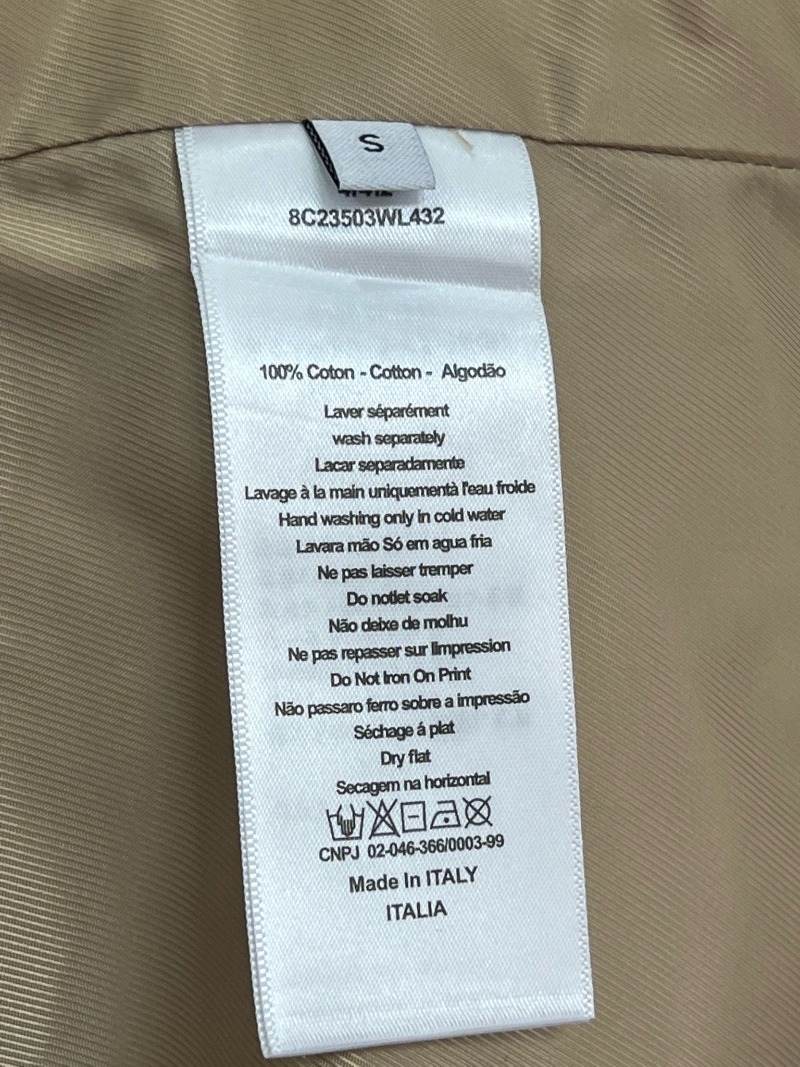 S
8C23503WL432
100% Coton - Cotton - Algodão
Laver séparément
wash separately
Lacar separadamente
Lavage à la main uniquementà l'eau froide
Hand washing only in cold water
Lavara mão Só em agua fria
Ne pas laisser tremper
Do notlet soak
Não deixe de molhu
Ne pas repasser sur limpression
Do Not Iron On Print
Não passaro ferro sobre a impressão
Séchage á plat
Dry flat
Secagem na horizontal
CNPJ 02-046-366/0003-99
Made In ITALY
ITALIA